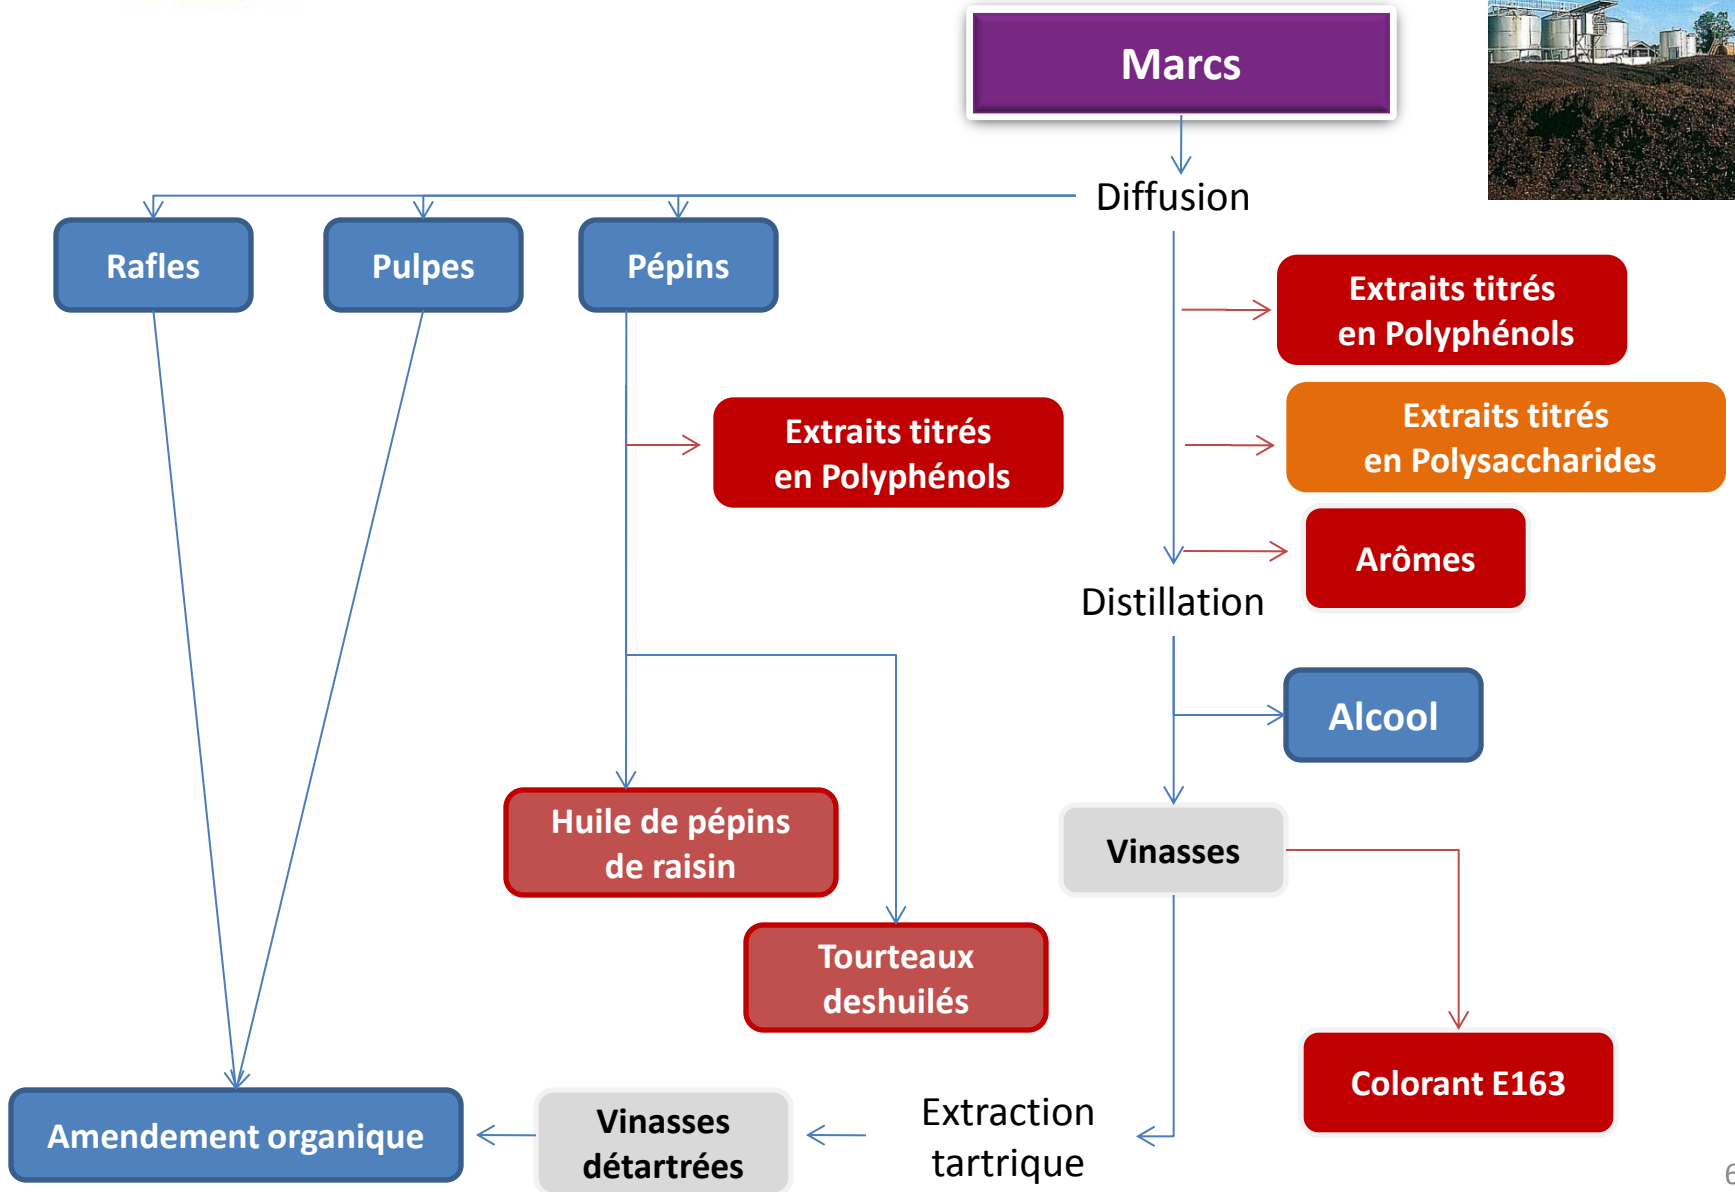 Marcs
Diffusion
Rafles
Pulpes
Pépins
Extraits titrés
en Polyphénols
Extraits titrés
en Polyphénols
Extraits titrés
en Polysaccharides
Arômes
Distillation
Alcool
Huile de pépins
de raisin
Vinasses
Tourteaux
deshuilés
Colorant E163
Amendement organique
Vinasses
détartrées
Extraction
tartrique
6